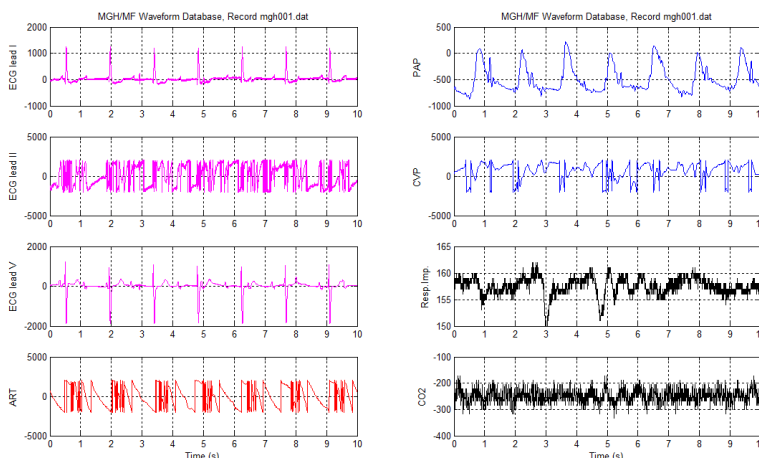 MGH/MF Waveform Database, Record mgh001.dat
2000
1000
0
-1000
ECG lead I
0 1 2 3 4 5 6 7 8 9 10
5000
0
-5000
ECG lead II
0 1 2 3 4 5 6 7 8 9 10
2000
0
-2000
ECG lead V
0 1 2 3 4 5 6 7 8 9 10
5000
0
-5000
ART
0 1 2 3 4 5 6 7 8 9 10
Time (s)
MGH/MF Waveform Database, Record mgh001.dat
500
0
-500
-1000
PAP
0 1 2 3 4 5 6 7 8 9 10
5000
0
-5000
CVP
0 1 2 3 4 5 6 7 8 9 10
165
160
155
150
Resp.Imp.
0 1 2 3 4 5 6 7 8 9 10
-100
-200
-300
-400
CO2
0 1 2 3 4 5 6 7 8 9 10
Time (s)